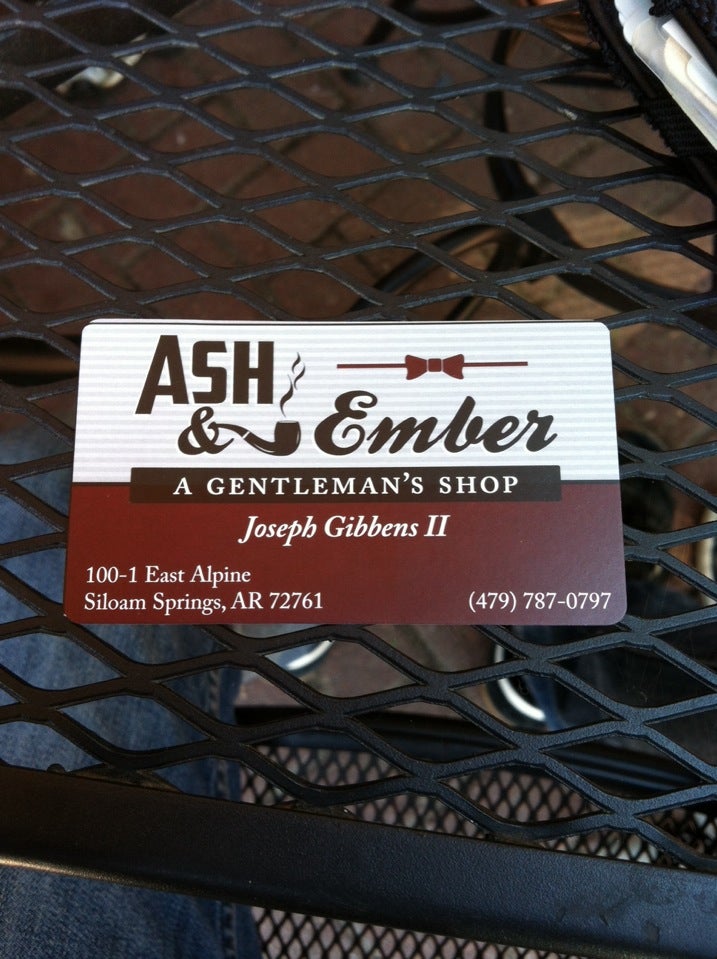 ASH
& Ember
A GENTLEMAN'S SHOP
Joseph Gibbens II
100-1 East Alpine
Siloam Springs, AR 72761
(479) 787-0797